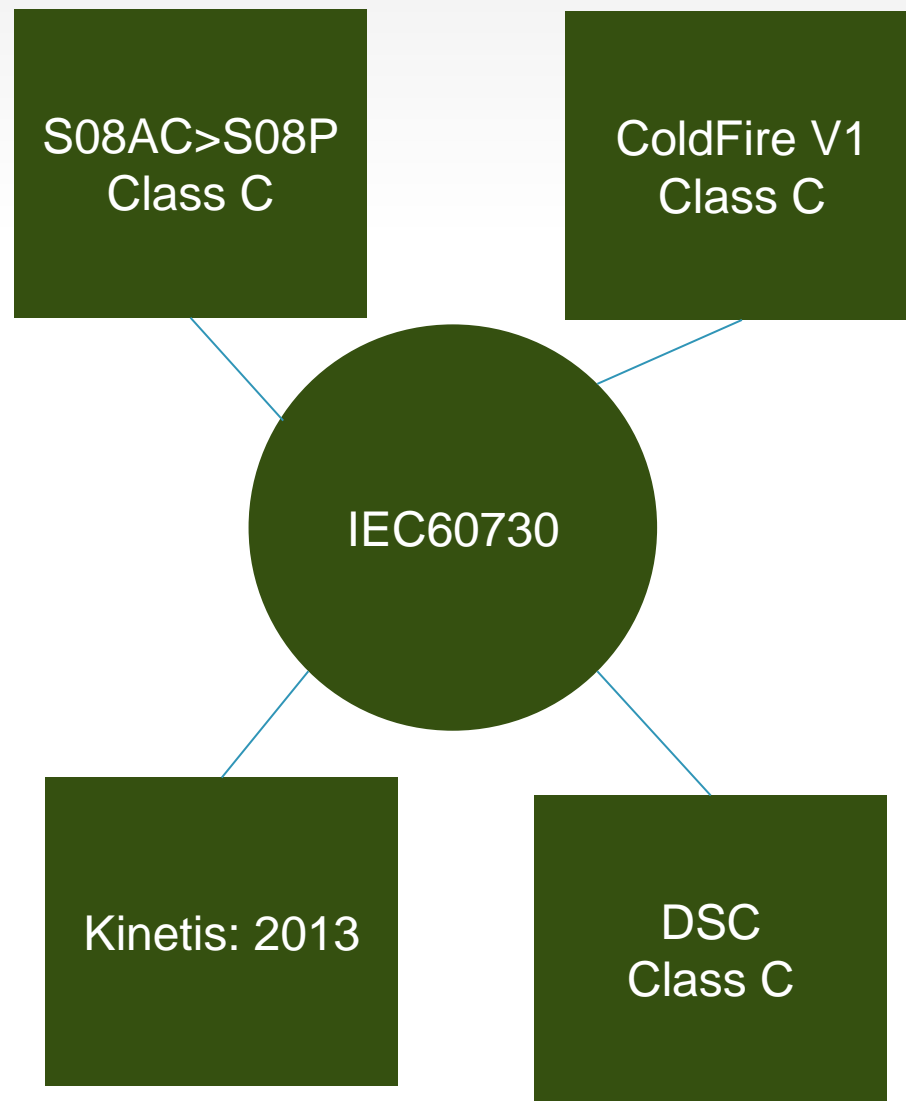 S08AC>S08P
Class C
ColdFire V1
Class C
IEC60730
Kinetis: 2013
DSC
Class C